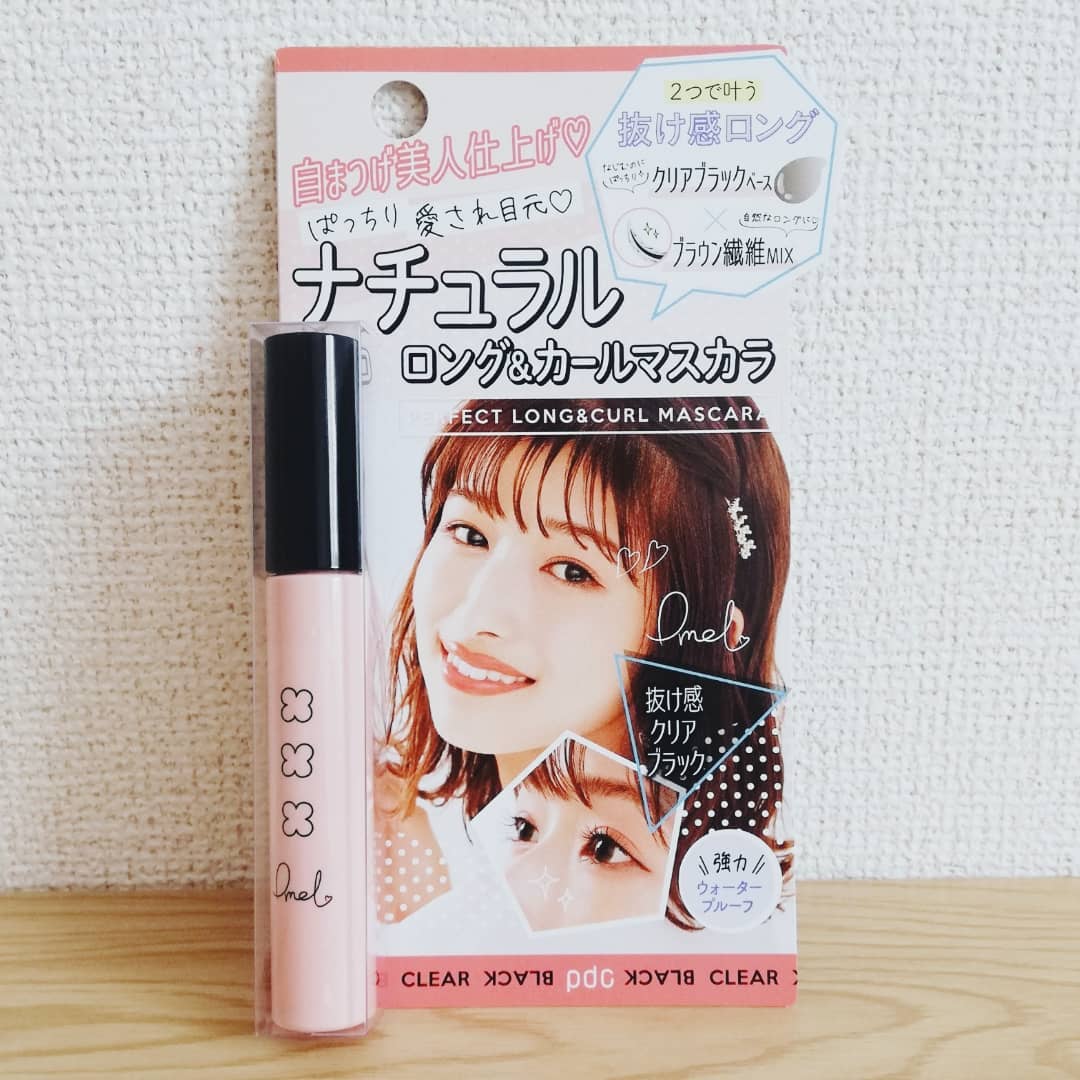 2つで叶う
抜け感ロング
なじむのに
ぱっちり
クリアブラックベース
×
自然なロングに♡
ブラウン繊維MIX
自まつげ美人仕上げ♡
ぱっちり 愛され目元♡
ナチュラル
ロング&カールマスカラ
PERFECT LONG&CURL MASCARA
Pmel
抜け感
クリア
ブラック
強力
ウォーター
プルーフ
Pmel
CLEAR BLACK pdc BLACK CLEAR